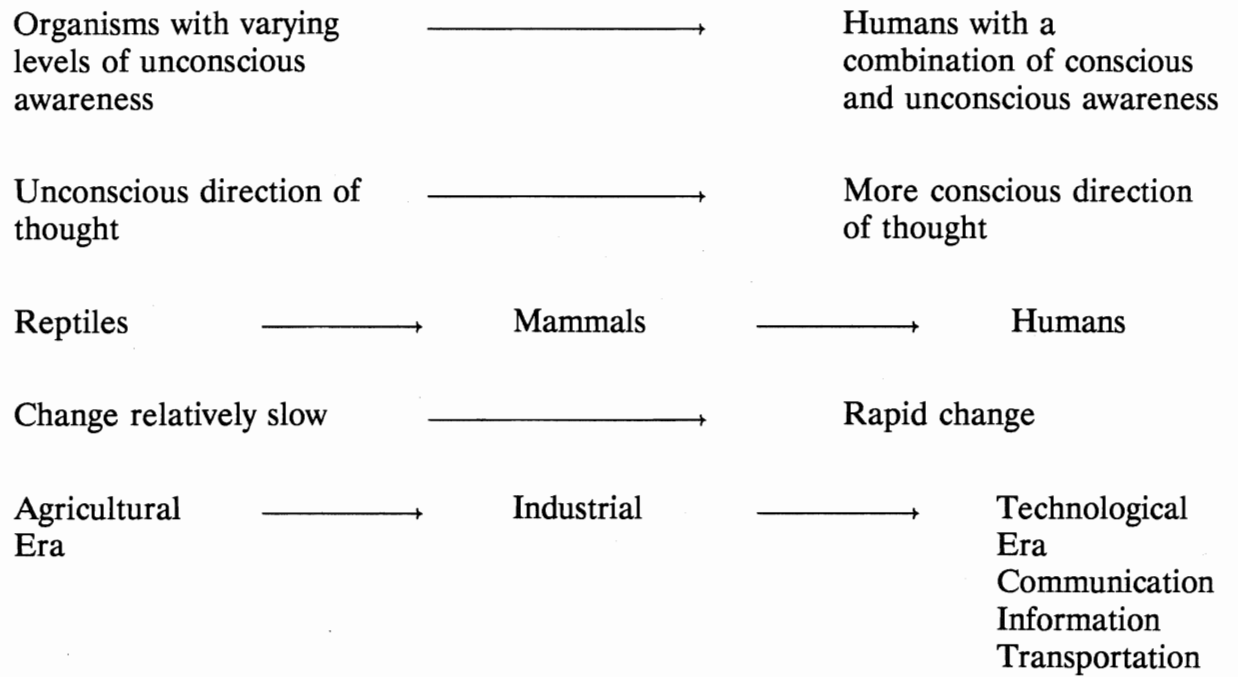 Organisms with varying
levels of unconscious
awareness
Humans with a
combination of conscious
and unconscious awareness
Unconscious direction of
thought
More conscious direction
of thought
Reptiles
Mammals
Humans
Change relatively slow
Rapid change
Agricultural
Era
Industrial
Technological
Era
Communication
Information
Transportation